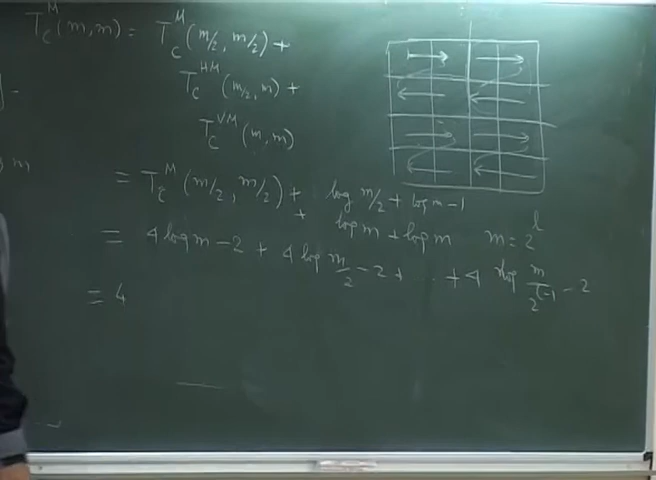 T_C^M (m,m) = T_C^M (m/2, m/2) +
T_C^HM (m/2, m) +
T_C^VM (m, m)
= T_C^M (m/2, m/2) + log m/2 + log m - 1
+ log m + log m m = 2^l
= 4 log m - 2 + 4 log m/2 - 2 + . . + 4 log m/2^(l-1) - 2
= 4